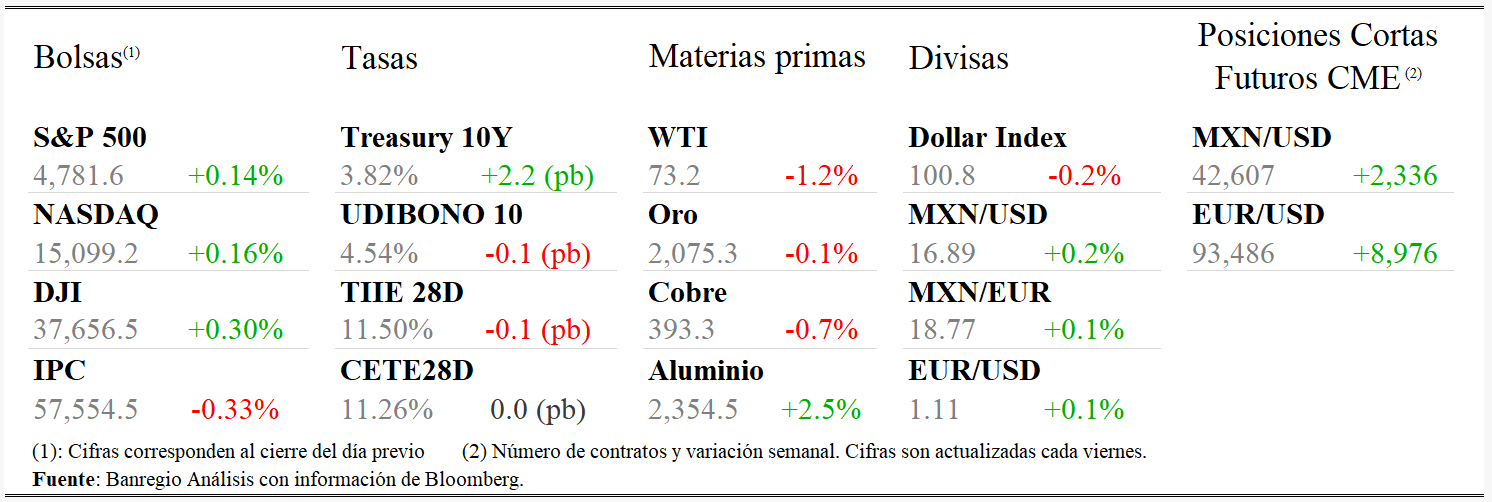 Bolsas(1) Tasas Materias primas Divisas Posiciones Cortas
Futuros CME (2)
S&P 500 Treasury 10Y WTI Dollar Index MXN/USD
4,781.6 +0.14% 3.82% +2.2 (pb) 73.2 -1.2% 100.8 -0.2% 42,607 +2,336
NASDAQ UDIBONO 10 Oro MXN/USD EUR/USD
15,099.2 +0.16% 4.54% -0.1 (pb) 2,075.3 -0.1% 16.89 +0.2% 93,486 +8,976
DJI TIIE 28D Cobre MXN/EUR
37,656.5 +0.30% 11.50% -0.1 (pb) 393.3 -0.7% 18.77 +0.1%
IPC CETE28D Aluminio EUR/USD
57,554.5 -0.33% 11.26% 0.0 (pb) 2,354.5 +2.5% 1.11 +0.1%
(1): Cifras corresponden al cierre del día previo (2) Número de contratos y variación semanal. Cifras son actualizadas cada viernes.
Fuente: Banregio Análisis con información de Bloomberg.